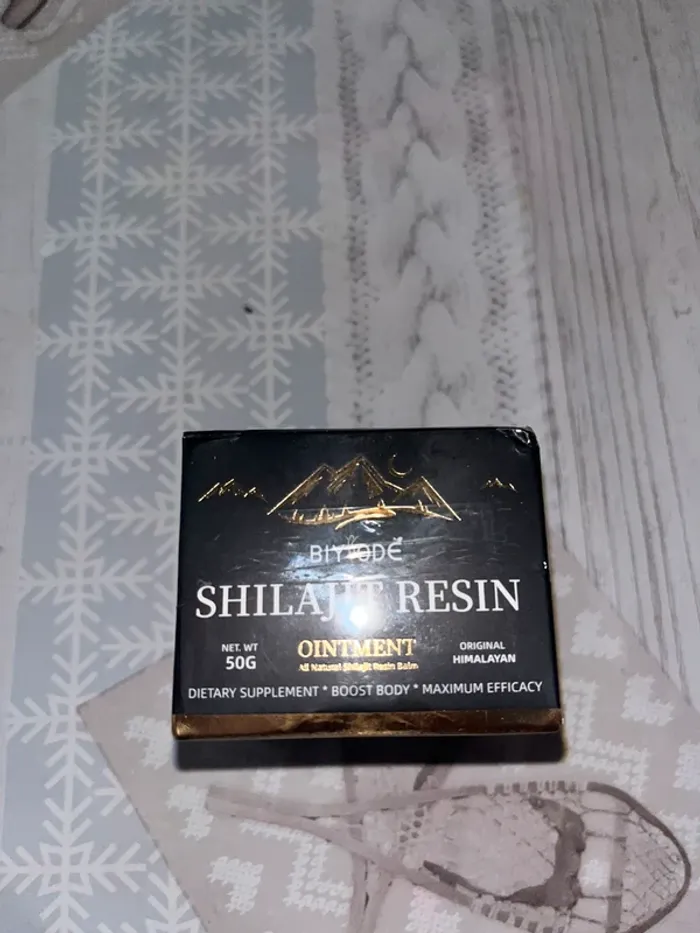 SHILAJIT RESIN
NET. WT
50G
OINTMENT
All Natural Shilajit Resin Balm
ORIGINAL
HIMALAYAN
DIETARY SUPPLEMENT * BOOST BODY * MAXIMUM EFFICACY